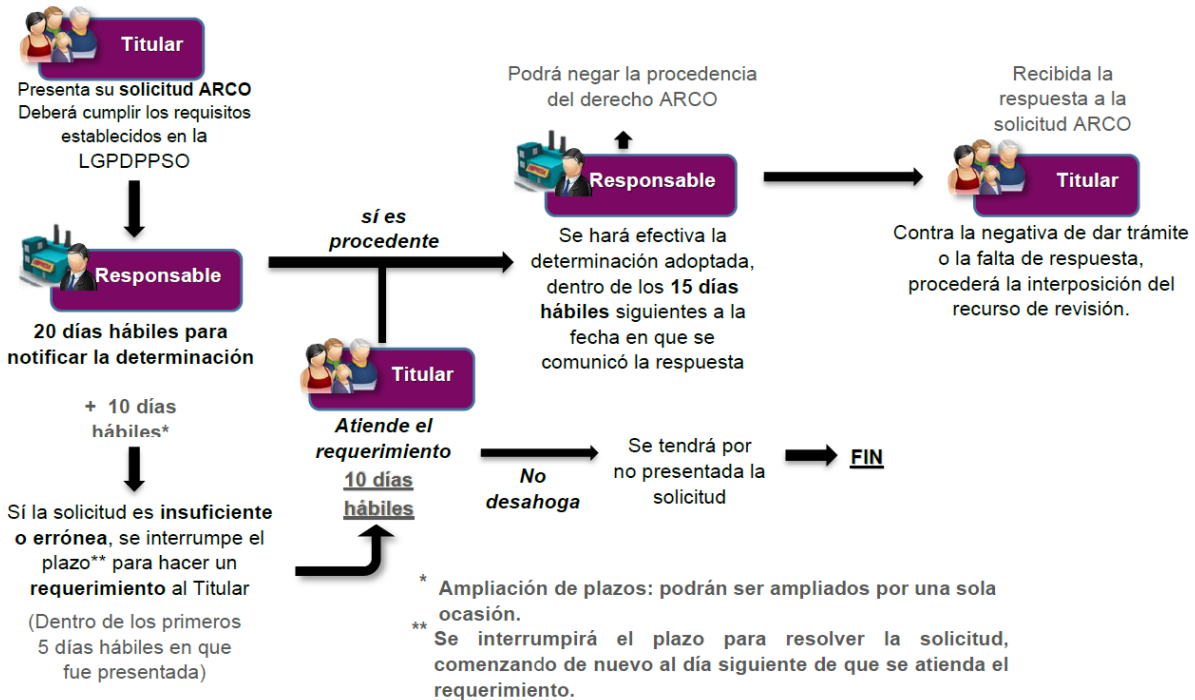 Titular
Presenta su solicitud ARCO
Deberá cumplir los requisitos
establecidos en la
LGPDPPSO
Responsable
20 días hábiles para
notificar la determinación
+ 10 días
hábiles*
Sí la solicitud es insuficiente
o errónea, se interrumpe el
plazo** para hacer un
requerimiento al Titular
(Dentro de los primeros
5 días hábiles en que
fue presentada)
sí es
procedente
Titular
Atiende el
requerimiento
10 días
hábiles
No
desahoga
Se tendrá por
no presentada la
solicitud
FIN
Podrá negar la procedencia
del derecho ARCO
Responsable
Se hará efectiva la
determinación adoptada,
dentro de los 15 días
hábiles siguientes a la
fecha en que se
comunicó la respuesta
Recibida la
respuesta a la
solicitud ARCO
Titular
Contra la negativa de dar trámite
o la falta de respuesta,
procederá la interposición del
recurso de revisión.
* Ampliación de plazos: podrán ser ampliados por una sola
ocasión.
** Se interrumpirá el plazo para resolver la solicitud,
comenzando de nuevo al día siguiente de que se atienda el
requerimiento.